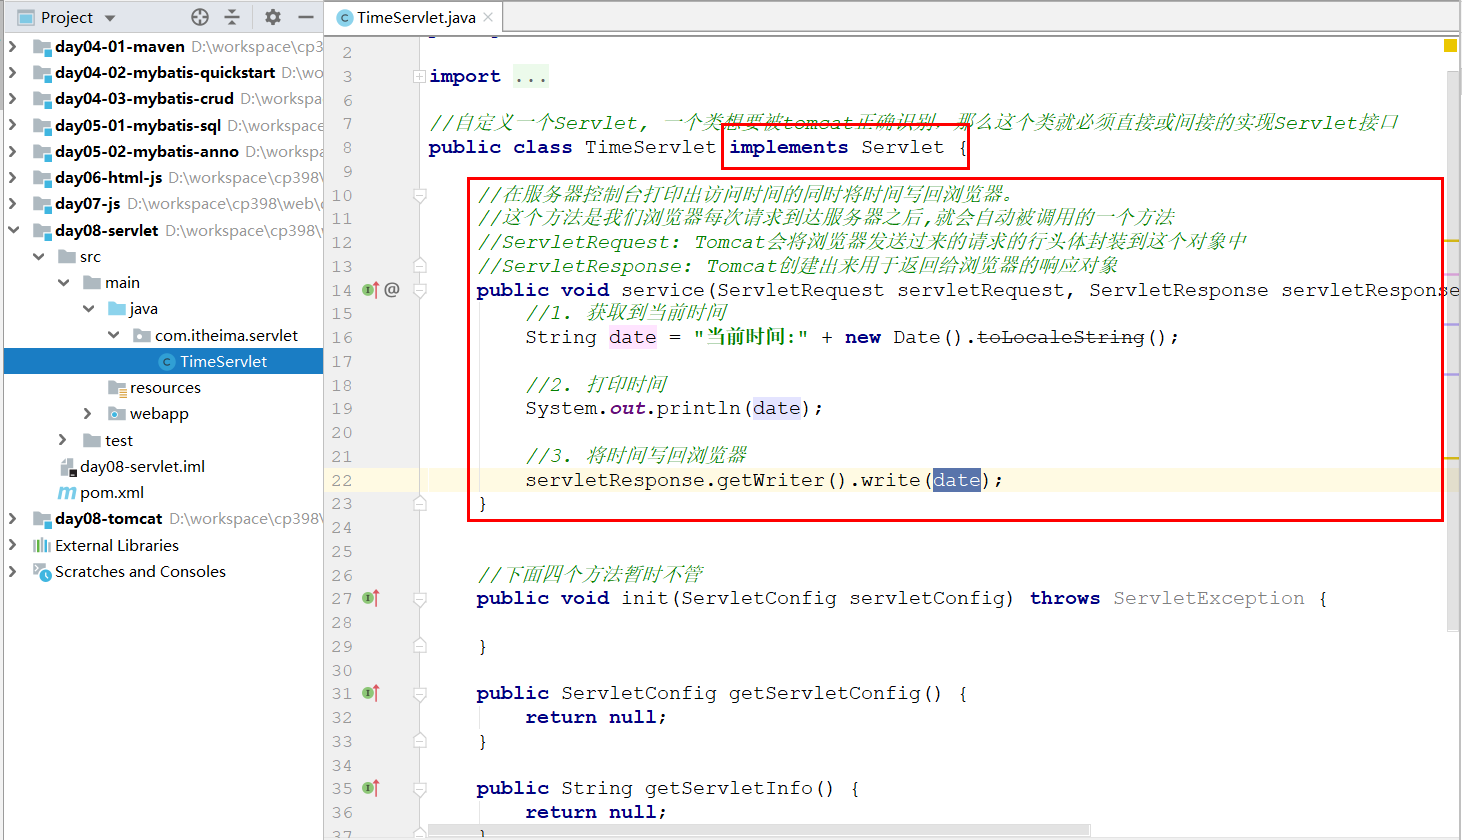 Project
TimeServlet.java
day04-01-maven D:\workspace\cp3
day04-02-mybatis-quickstart D:\wo
day04-03-mybatis-crud D:\workspa
day05-01-mybatis-sql D:\workspac
day05-02-mybatis-anno D:\worksp
day06-html-js D:\workspace\cp398\
day07-js D:\workspace\cp398\web\
day08-servlet D:\workspace\cp398\
src
main
java
com.itheima.servlet
TimeServlet
resources
webapp
test
day08-servlet.iml
pom.xml
day08-tomcat D:\workspace\cp398\
External Libraries
Scratches and Consoles
2
3 import ...
6
7 //自定义一个Servlet, 一个类想要被tomcat正确识别，那么这个类就必须直接或间接的实现Servlet接口
8 public class TimeServlet implements Servlet {
9
10 //在服务器控制台打印出访问时间的同时将时间写回浏览器。
11 //这个方法是我们浏览器每次请求到达服务器之后,就会自动被调用的一个方法
12 //ServletRequest: Tomcat会将浏览器发送过来的请求的行头体封装到这个对象中
13 //ServletResponse: Tomcat创建出来用于返回给浏览器的响应对象
14 @ public void service(ServletRequest servletRequest, ServletResponse servletResponse
15 //1. 获取到当前时间
16 String date = "当前时间:" + new Date().toLocaleString();
17
18 //2. 打印时间
19 System.out.println(date);
20
21 //3. 将时间写回浏览器
22 servletResponse.getWriter().write(date);
23 }
24
25
26 //下面四个方法暂时不管
27 public void init(ServletConfig servletConfig) throws ServletException {
28
29 }
30
31 public ServletConfig getServletConfig() {
32 return null;
33 }
34
35 public String getServletInfo() {
36 return null;
37 }